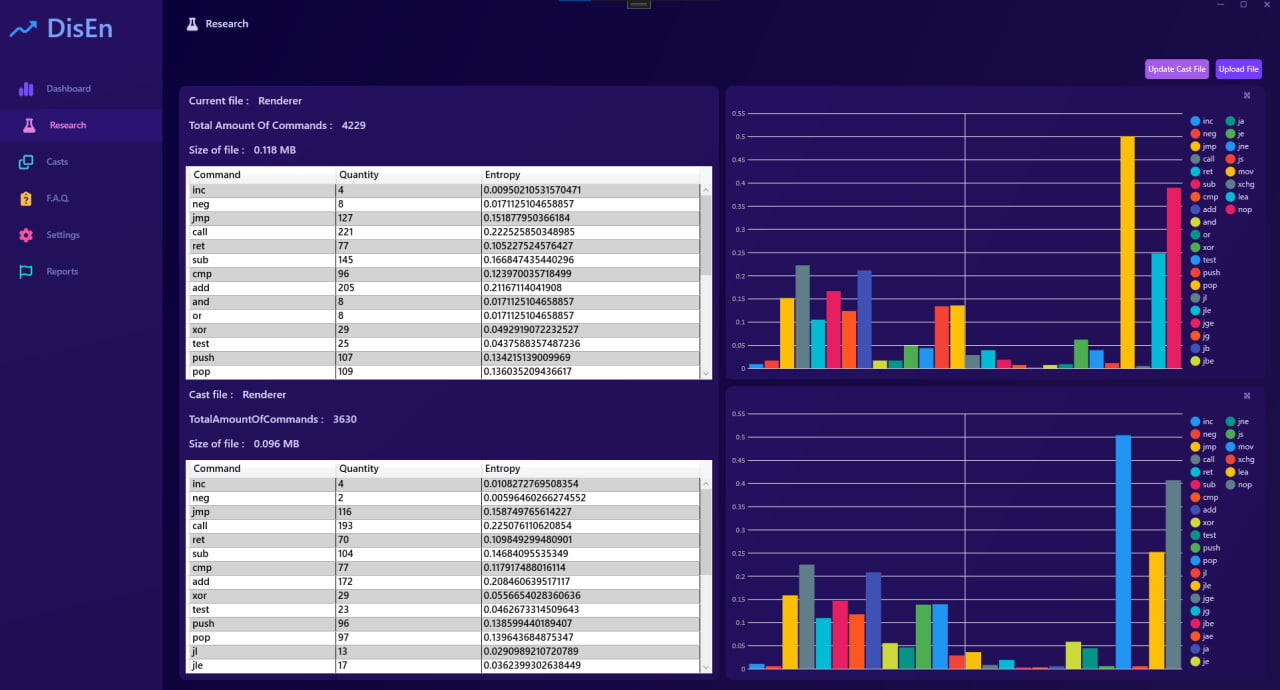 DisEn
Research
Dashboard
Research
Casts
F.A.Q.
Settings
Reports
Update Cast File Upload File
Current file : Renderer
Total Amount Of Commands : 4229
Size of file : 0.118 MB
Command Quantity Entropy
inc 4 0.00950210531570471
neg 8 0.0171125104658857
jmp 127 0.151877950366184
call 221 0.222525850348985
ret 77 0.105227524576427
sub 145 0.166847435440296
cmp 96 0.123970035718499
add 205 0.21167114041908
and 8 0.0171125104658857
or 8 0.0171125104658857
xor 29 0.0492919072232527
test 25 0.0437588357487236
push 107 0.134215139009969
pop 109 0.136035209436617
0.55
0.5
0.45
0.4
0.35
0.3
0.25
0.2
0.15
0.1
0.05
0
inc ja
neg je
jmp jne
call js
ret mov
sub xchg
cmp lea
add nop
and
or
xor
test
push
pop
jl
jle
jge
jg
jb
jbe
Cast file : Renderer
TotalAmountOfCommands : 3630
Size of file : 0.096 MB
Command Quantity Entropy
inc 4 0.0108272769508354
neg 2 0.00596460266274552
jmp 116 0.158749765614227
call 193 0.225076110620854
ret 70 0.109849299480901
sub 104 0.14684095535349
cmp 77 0.117917488016114
add 172 0.208460639517117
xor 29 0.0556654028360636
test 23 0.0462673314509643
push 96 0.138599440189407
pop 97 0.139643684875347
jl 13 0.0290989210720789
jle 17 0.0362399302638449
0.55
0.5
0.45
0.4
0.35
0.3
0.25
0.2
0.15
0.1
0.05
0
inc jne
neg js
jmp mov
call xchg
ret lea
sub nop
cmp
add
xor
test
push
pop
jl
jle
jge
jg
jbe
jae
ja
je